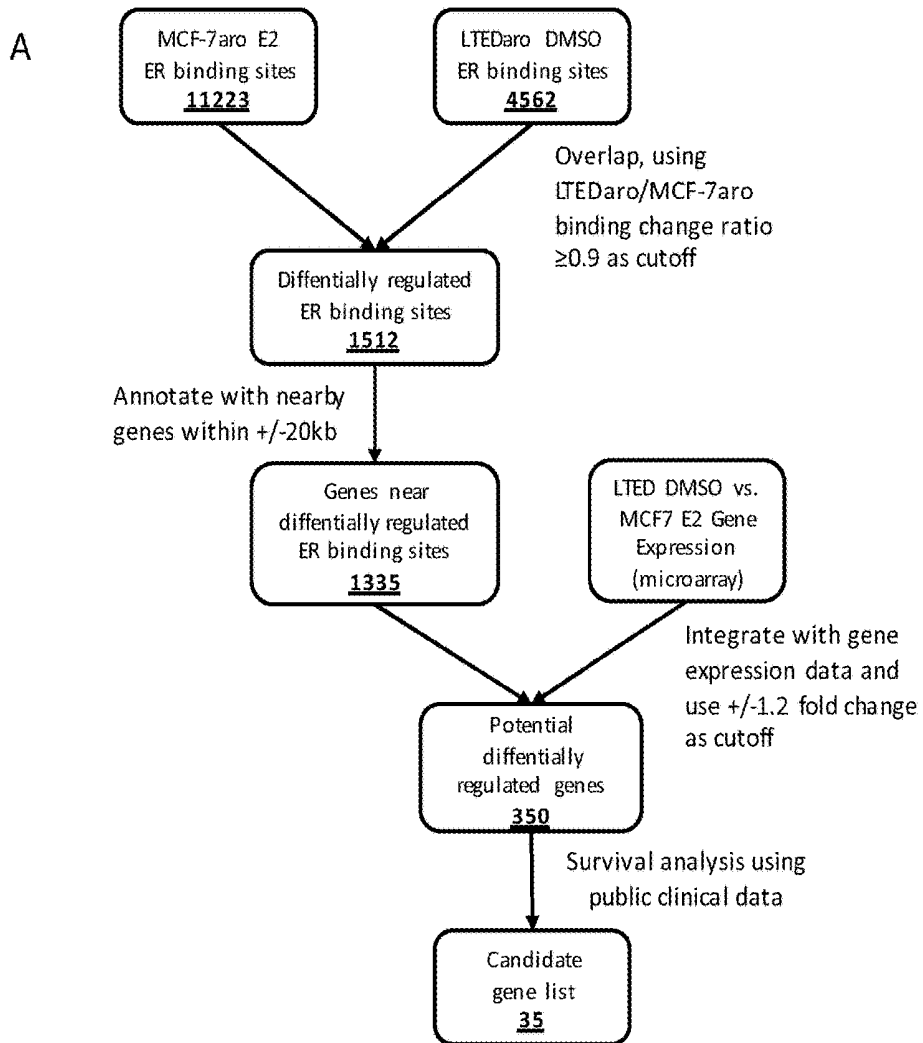 A
MCF-7aro E2
ER binding sites
11223
LTEDaro DMSO
ER binding sites
4562
Overlap, using
LTEDaro/MCF-7aro
binding change ratio
≥0.9 as cutoff
Diffentially regulated
ER binding sites
1512
Annotate with nearby
genes within +/-20kb
Genes near
diffentially regulated
ER binding sites
1335
LTED DMSO vs.
MCF7 E2 Gene
Expression
(microarray)
Integrate with gene
expression data and
use +/-1.2 fold change
as cutoff
Potential
diffentially
regulated genes
350
Survival analysis using
public clinical data
Candidate
gene list
35